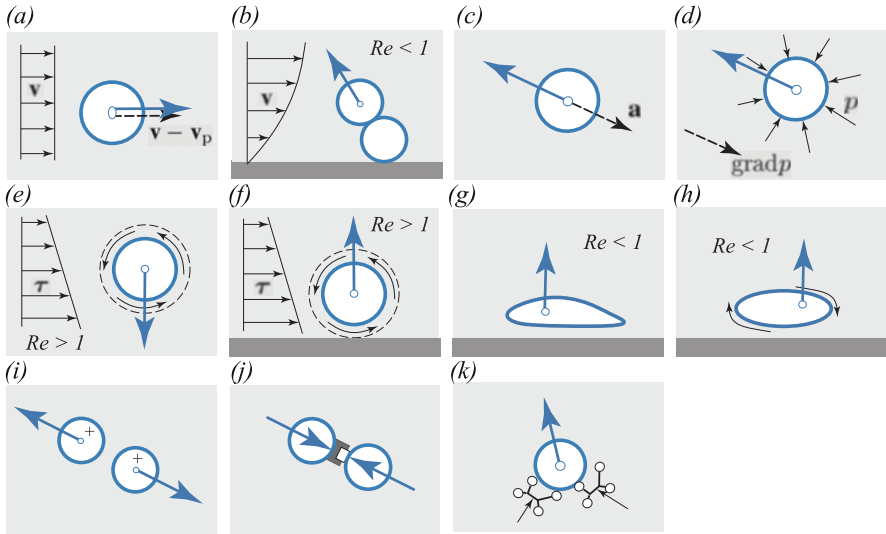 (a)
v
v − vₚ
(b)
Re < 1
v
(c)
a
(d)
p
gradp
(e)
τ
Re > 1
(f)
Re > 1
τ
(g)
Re < 1
(h)
Re < 1
(i)
+
+
(j)
(k)